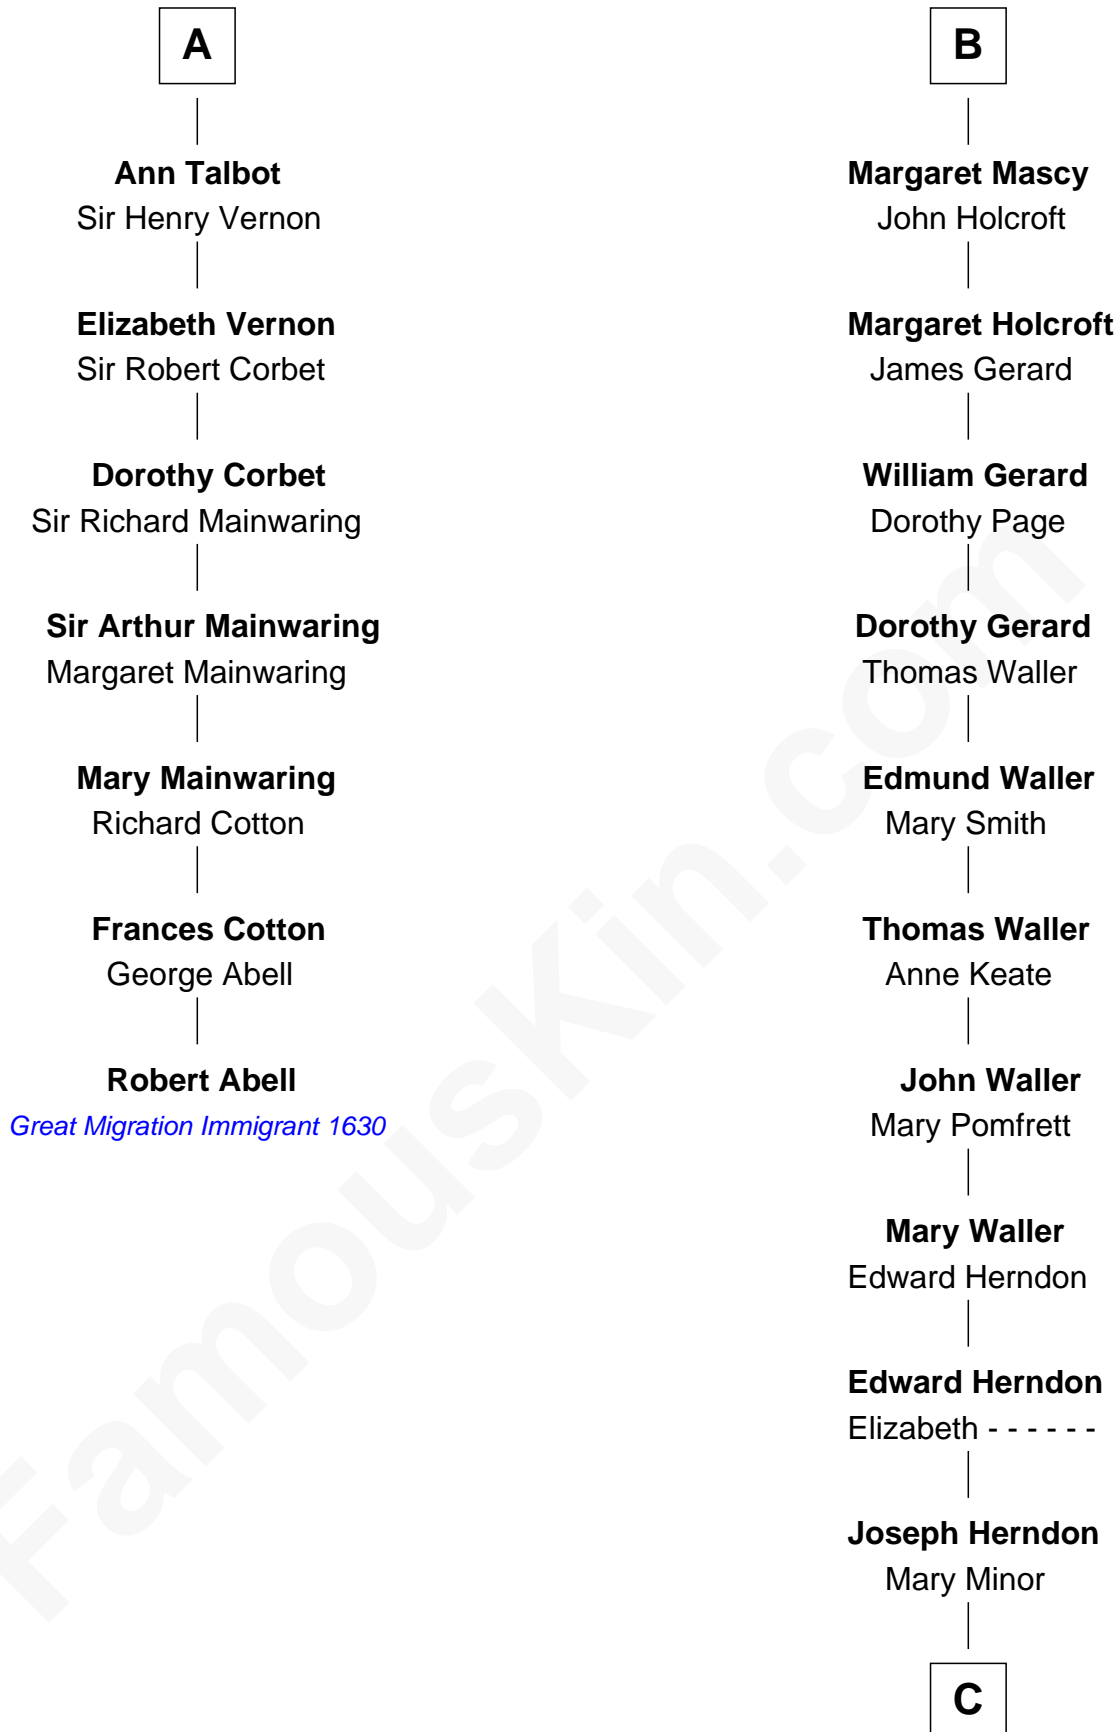 A
Ann Talbot
Sir Henry Vernon
Elizabeth Vernon
Sir Robert Corbet
Dorothy Corbet
Sir Richard Mainwaring
Sir Arthur Mainwaring
Margaret Mainwaring
Mary Mainwaring
Richard Cotton
Frances Cotton
George Abell
Robert Abell
Great Migration Immigrant 1630
B
Margaret Mascy
John Holcroft
Margaret Holcroft
James Gerard
William Gerard
Dorothy Page
Dorothy Gerard
Thomas Waller
Edmund Waller
Mary Smith
Thomas Waller
Anne Keate
John Waller
Mary Pomfrett
Mary Waller
Edward Herndon
Edward Herndon
Elizabeth - - - - - -
Joseph Herndon
Mary Minor
C
FamousKin.com